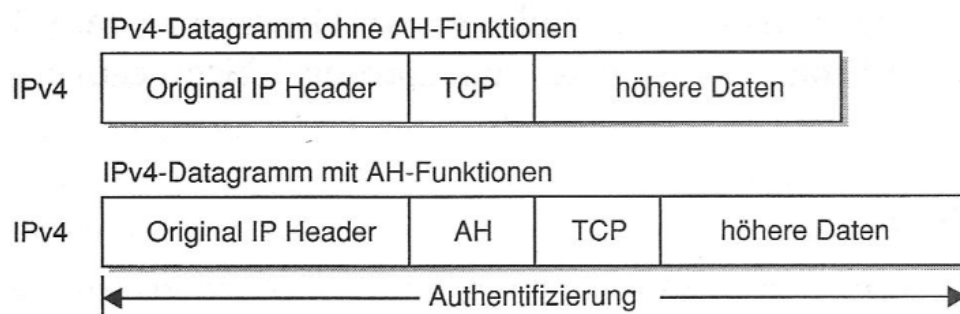 IPv4-Datagramm ohne AH-Funktionen
IPv4 Original IP Header TCP höhere Daten
IPv4-Datagramm mit AH-Funktionen
IPv4 Original IP Header AH TCP höhere Daten
Authentifizierung